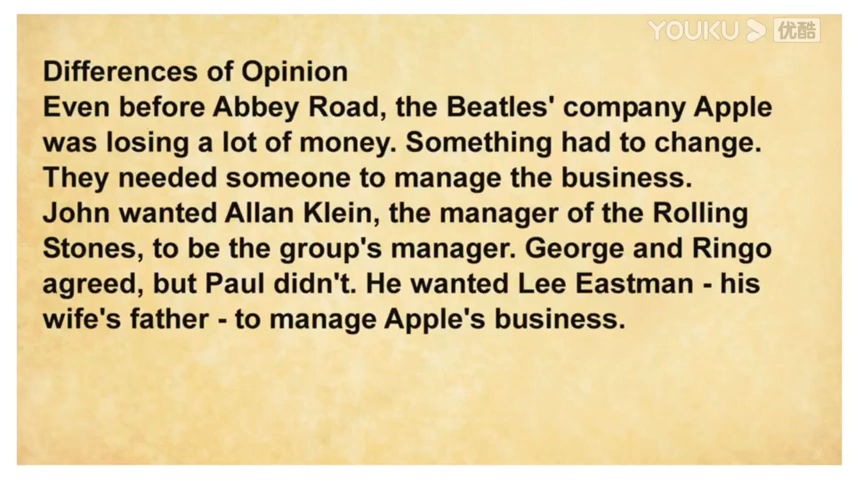 YOUKU 优酷
Differences of Opinion
Even before Abbey Road, the Beatles' company Apple
was losing a lot of money. Something had to change.
They needed someone to manage the business.
John wanted Allan Klein, the manager of the Rolling
Stones, to be the group's manager. George and Ringo
agreed, but Paul didn't. He wanted Lee Eastman - his
wife's father - to manage Apple's business.